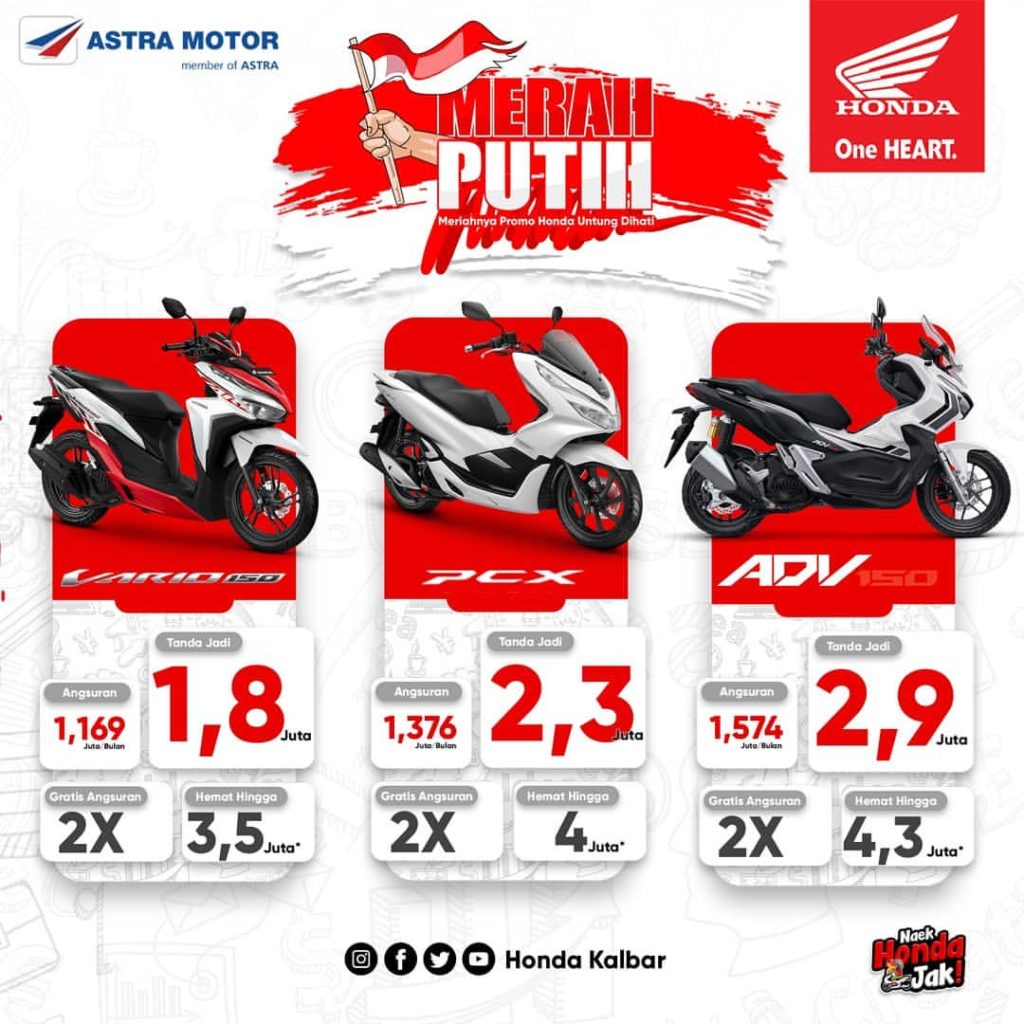 ASTRA MOTOR
member of ASTRA
MERAH
PUTIH
Meriahnya Promo Honda Untung Dihati
HONDA
One HEART.
VARIO 150
PCX
ADV 150
Tanda Jadi
1,8 Juta
Angsuran
1,169
Juta/Bulan
Gratis Angsuran
2X
Hemat Hingga
3,5 Juta*
Tanda Jadi
2,3 Juta
Angsuran
1,376
Juta/Bulan
Gratis Angsuran
2X
Hemat Hingga
4 Juta*
Tanda Jadi
2,9 Juta
Angsuran
1,574
Juta/Bulan
Gratis Angsuran
2X
Hemat Hingga
4,3 Juta*
Honda Kalbar
Naek
Honda
Jak!